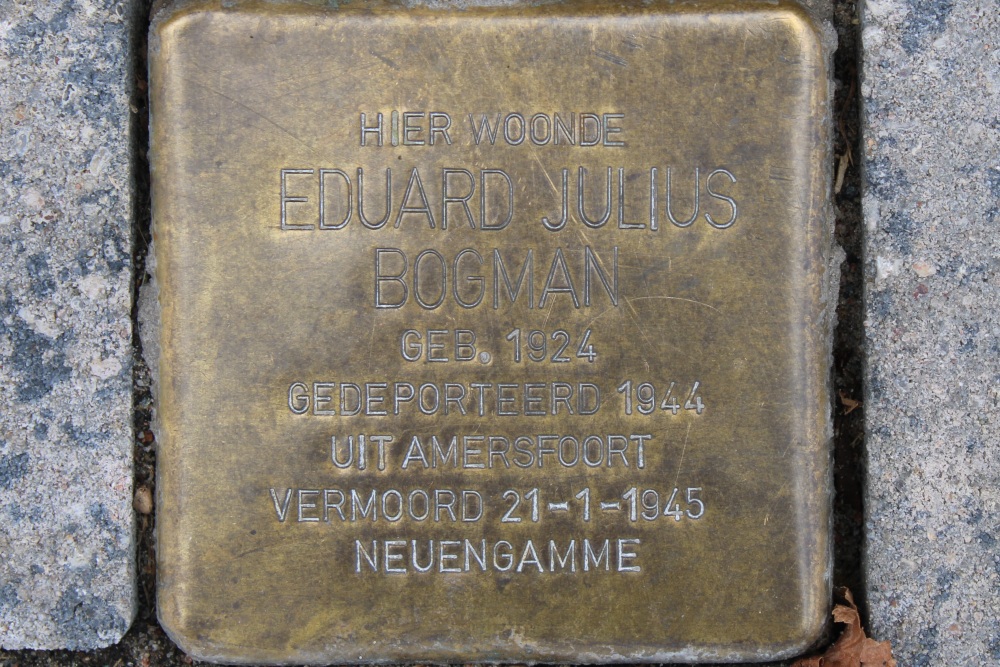 HIER WOONDE
EDUARD JULIUS
BOGMAN
GEB. 1924
GEDEPORTEERD 1944
UIT AMERSFOORT
VERMOORD 21-1-1945
NEUENGAMME